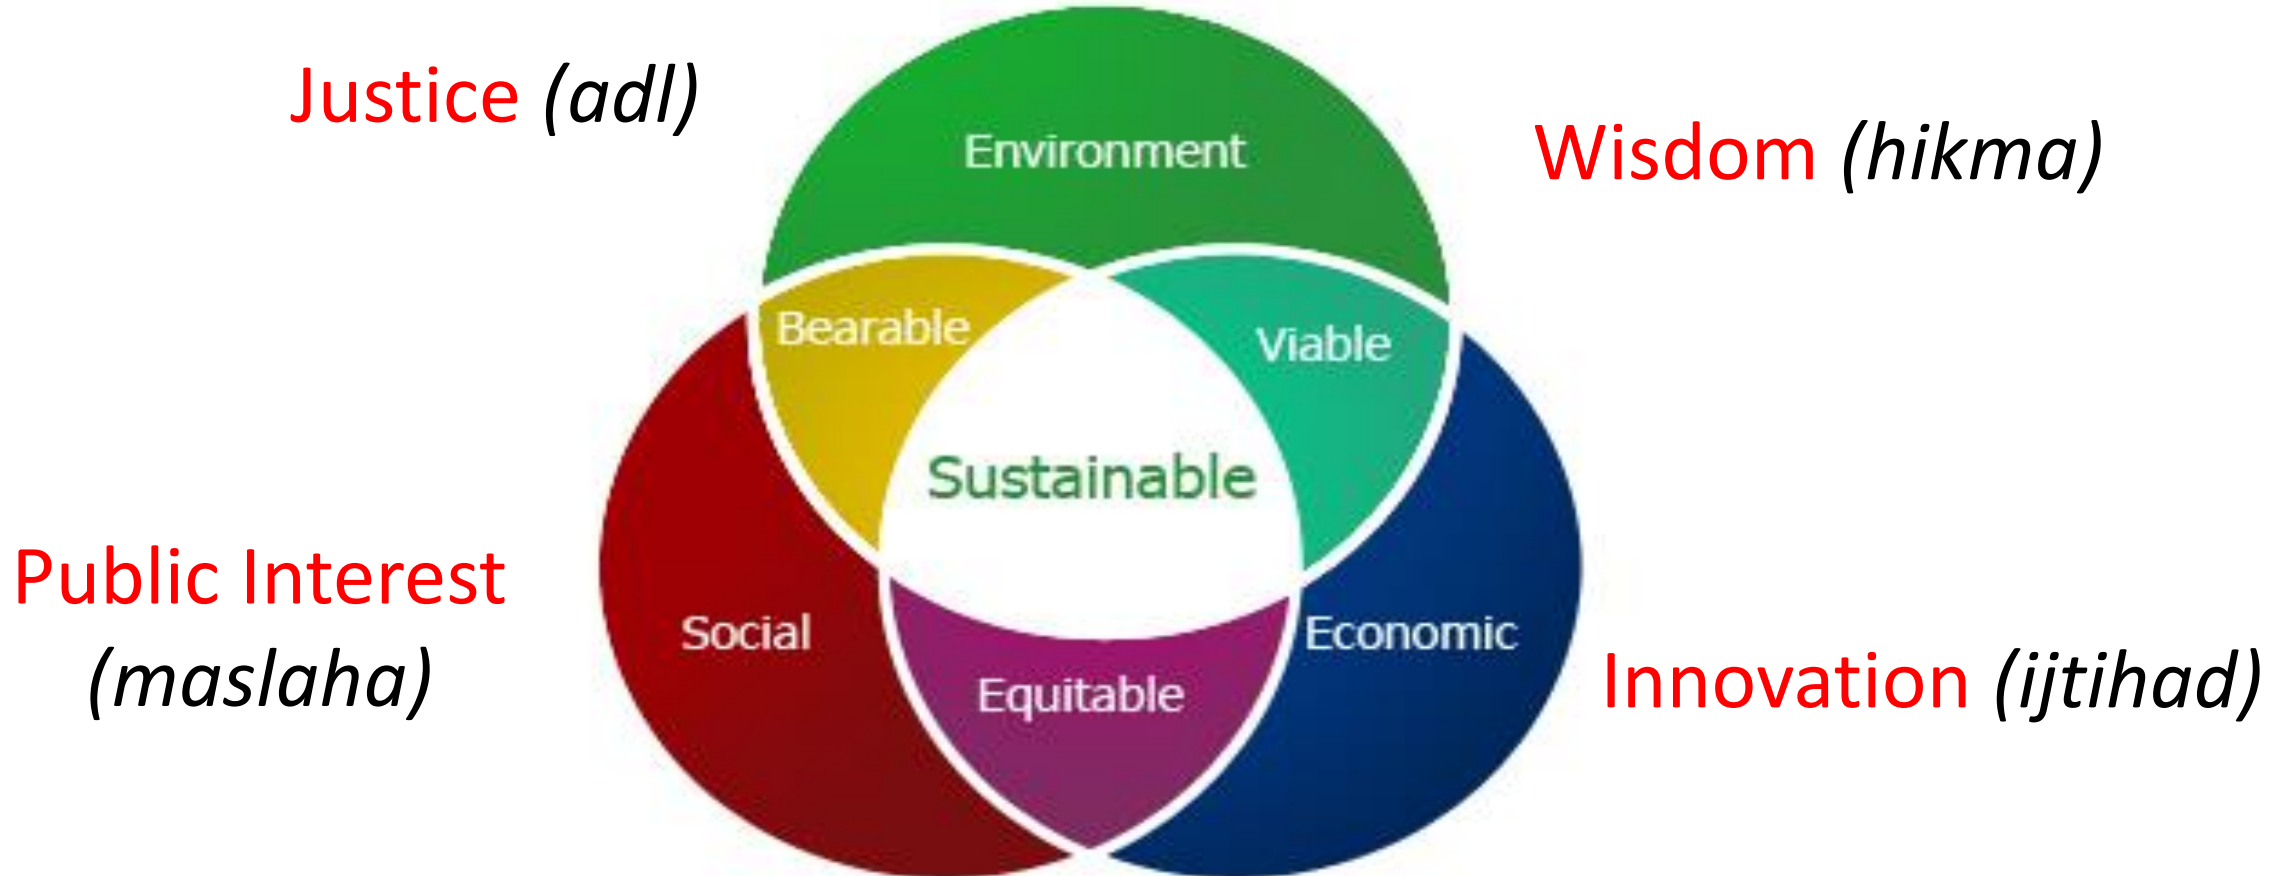 Justice (adl)
Environment
Wisdom (hikma)
Bearable
Viable
Sustainable
Public Interest
(maslaha)
Social
Economic
Equitable
Innovation (ijtihad)